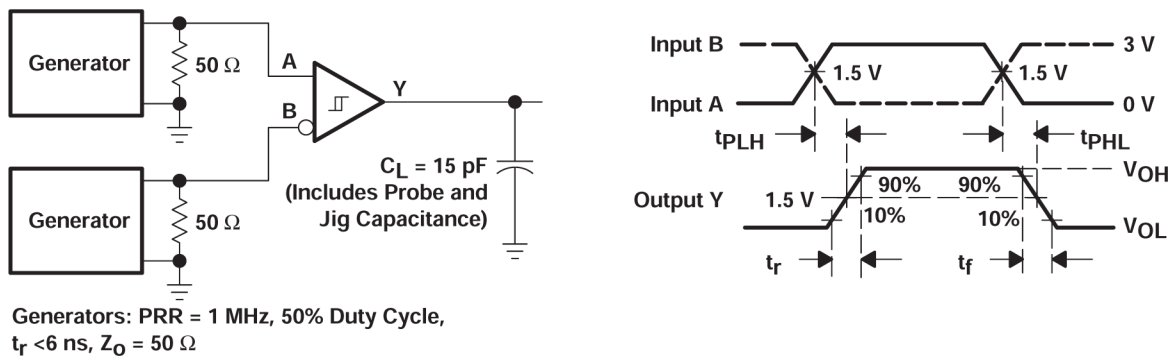 Generator
50 Ω
A
B
Y
Generator
50 Ω
C_L = 15 pF
(Includes Probe and
Jig Capacitance)
Generators: PRR = 1 MHz, 50% Duty Cycle,
t_r <6 ns, Z_O = 50 Ω
Input B
3 V
1.5 V
1.5 V
Input A
0 V
t_PLH
t_PHL
V_OH
90%
90%
Output Y
1.5 V
10%
10%
V_OL
t_r
t_f